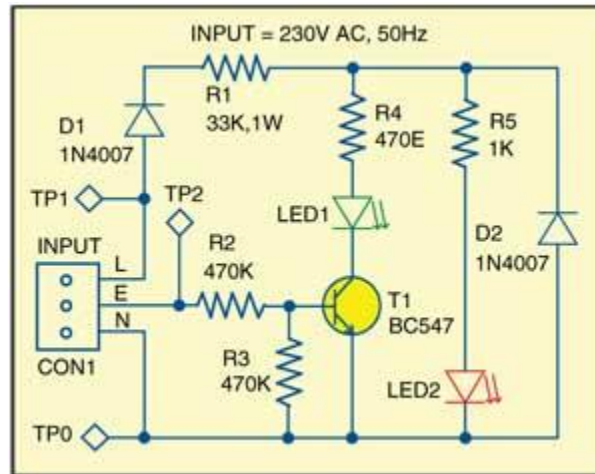 INPUT = 230V AC, 50Hz
R1
33K,1W
D1
1N4007
R4
470E
R5
1K
TP1
TP2
LED1
INPUT
L
R2
470K
D2
1N4007
E
T1
BC547
N
R3
470K
CON1
LED2
TP0